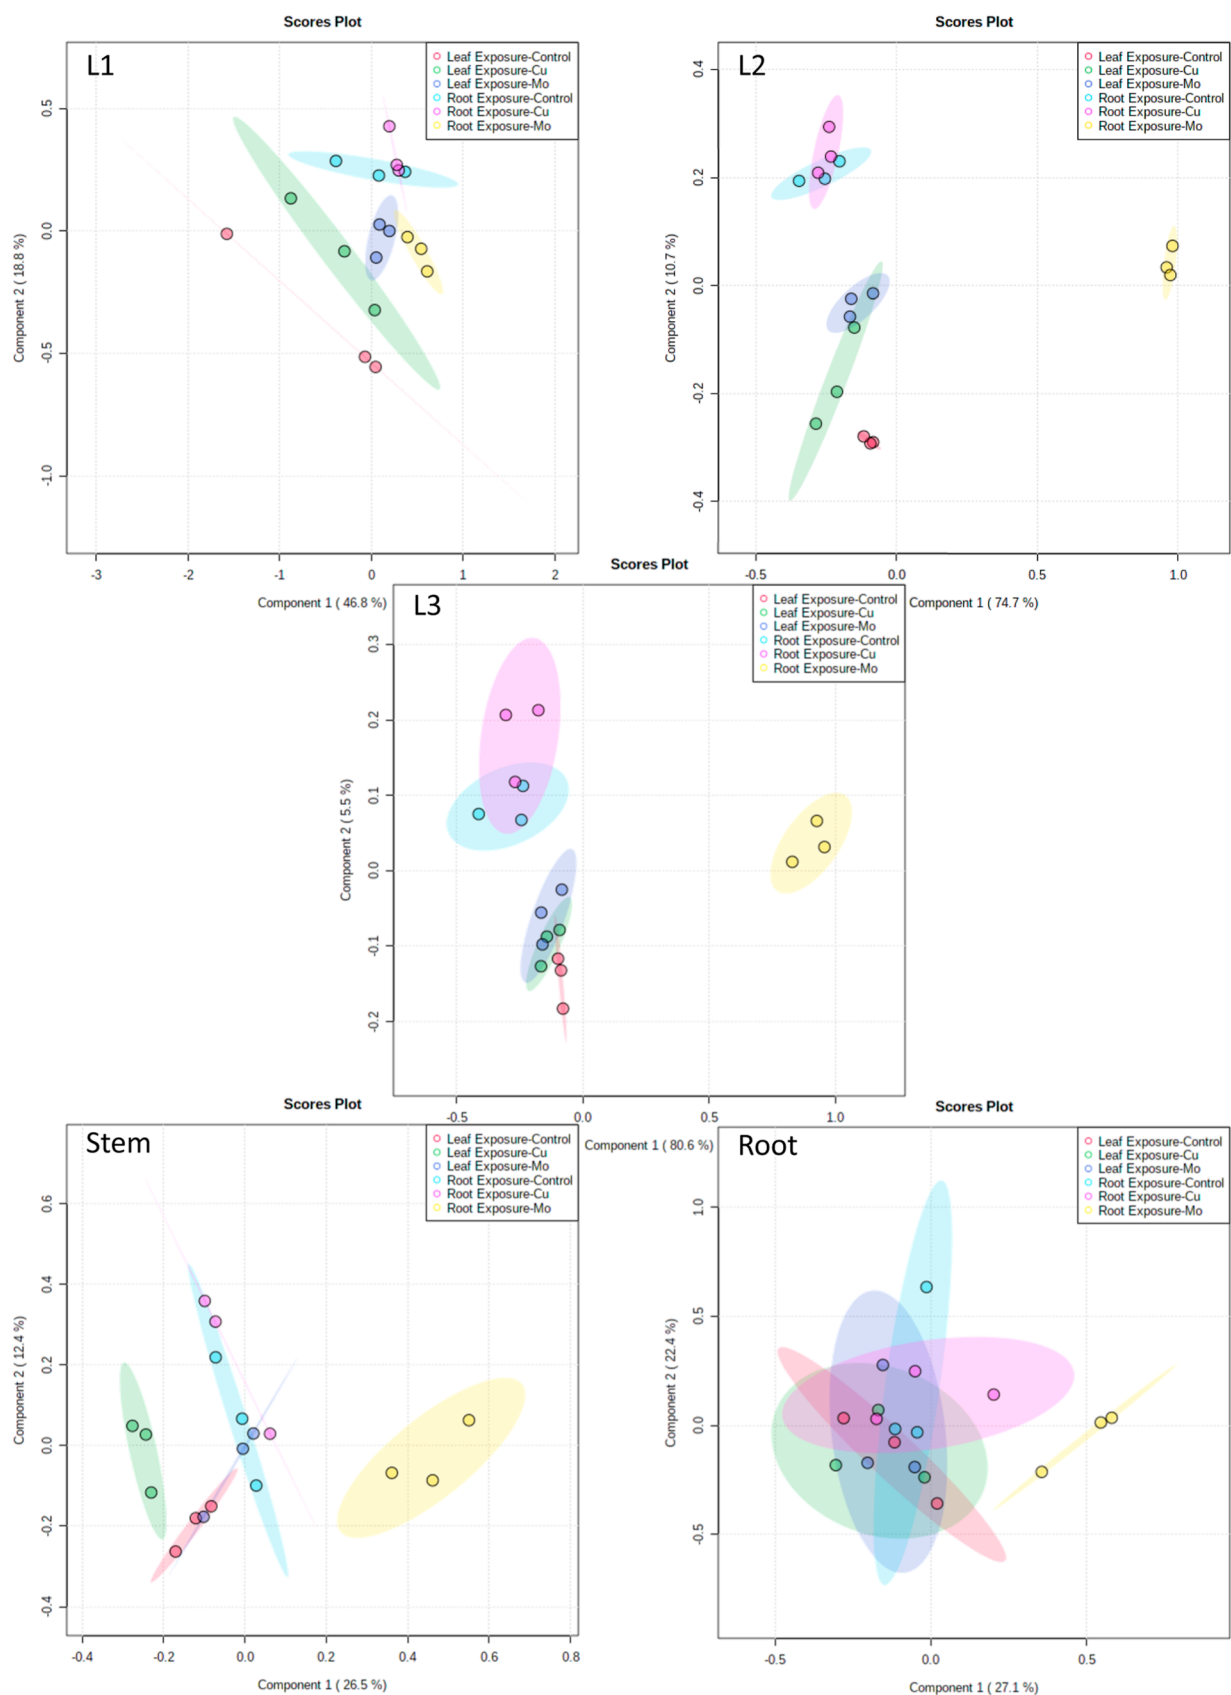 Scores Plot
L1
Leaf Exposure-Control
Leaf Exposure-Cu
Leaf Exposure-Mo
Root Exposure-Control
Root Exposure-Cu
Root Exposure-Mo
Component 2 ( 18.8 %)
0.5
0.0
-0.5
-1.0
-3
-2
-1
0
1
2
Component 1 ( 46.8 %)
Scores Plot
L2
Leaf Exposure-Control
Leaf Exposure-Cu
Leaf Exposure-Mo
Root Exposure-Control
Root Exposure-Cu
Root Exposure-Mo
Component 2 ( 10.7 %)
0.4
0.2
0.0
-0.2
-0.4
-0.5
0.0
0.5
1.0
Component 1 ( 74.7 %)
Scores Plot
L3
Leaf Exposure-Control
Leaf Exposure-Cu
Leaf Exposure-Mo
Root Exposure-Control
Root Exposure-Cu
Root Exposure-Mo
Component 2 ( 5.5 %)
0.3
0.2
0.1
0.0
-0.1
-0.2
-0.5
0.0
0.5
1.0
Component 1 ( 80.6 %)
Scores Plot
Stem
Leaf Exposure-Control
Leaf Exposure-Cu
Leaf Exposure-Mo
Root Exposure-Control
Root Exposure-Cu
Root Exposure-Mo
Component 2 ( 12.4 %)
0.6
0.4
0.2
0.0
-0.2
-0.4
-0.4
-0.2
0.0
0.2
0.4
0.6
0.8
Component 1 ( 26.5 %)
Scores Plot
Root
Leaf Exposure-Control
Leaf Exposure-Cu
Leaf Exposure-Mo
Root Exposure-Control
Root Exposure-Cu
Root Exposure-Mo
Component 2 ( 22.4 %)
1.0
0.5
0.0
-0.5
-0.5
0.0
0.5
Component 1 ( 27.1 %)